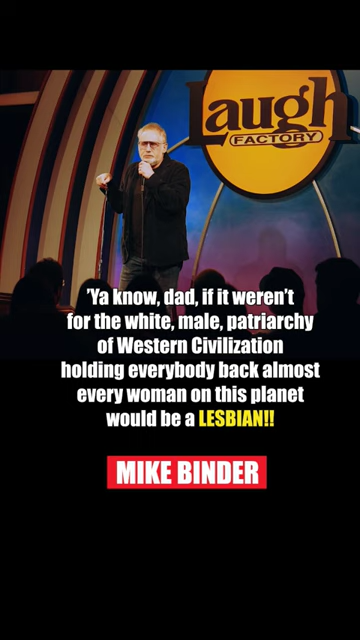 Laugh
FACTORY
'Ya know, dad, if it weren't
for the white, male, patriarchy
of Western Civilization
holding everybody back almost
every woman on this planet
would be a LESBIAN!!
MIKE BINDER